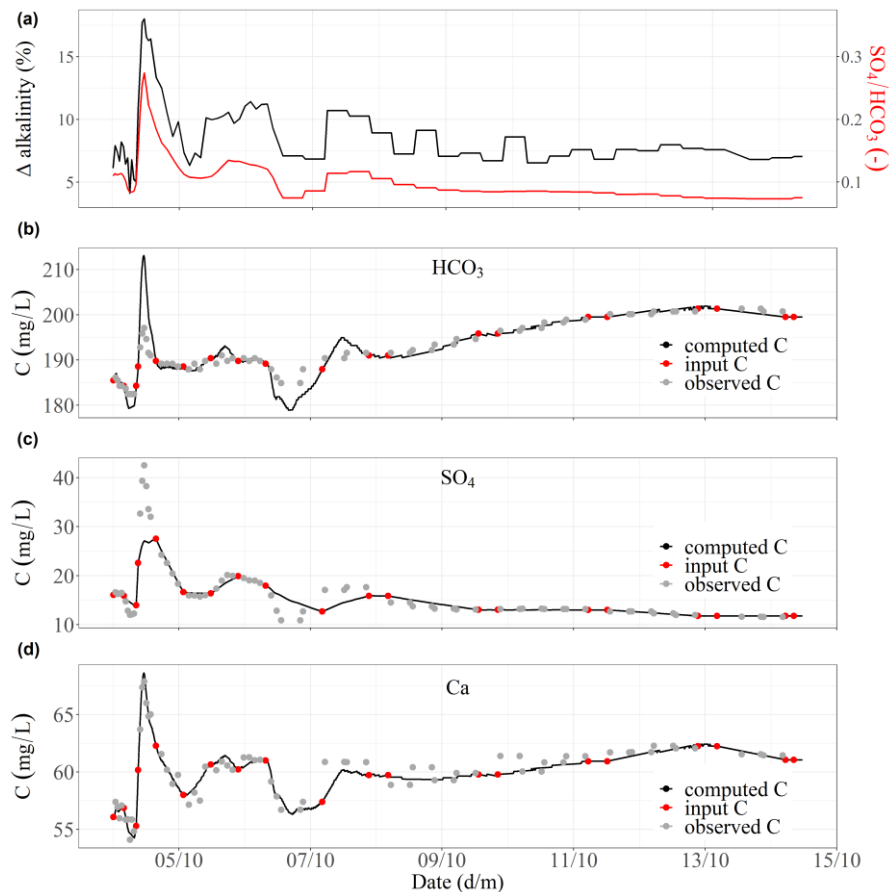 (a)
Δ alkalinity (%)
15
10
5
0.3
0.2
0.1
SO₄/HCO₃ (-)
(b)
HCO₃
C (mg/L)
210
200
190
180
computed C
input C
observed C
(c)
SO₄
C (mg/L)
40
30
20
10
computed C
input C
observed C
(d)
Ca
C (mg/L)
65
60
55
computed C
input C
observed C
05/10 07/10 09/10 11/10 13/10 15/10
Date (d/m)